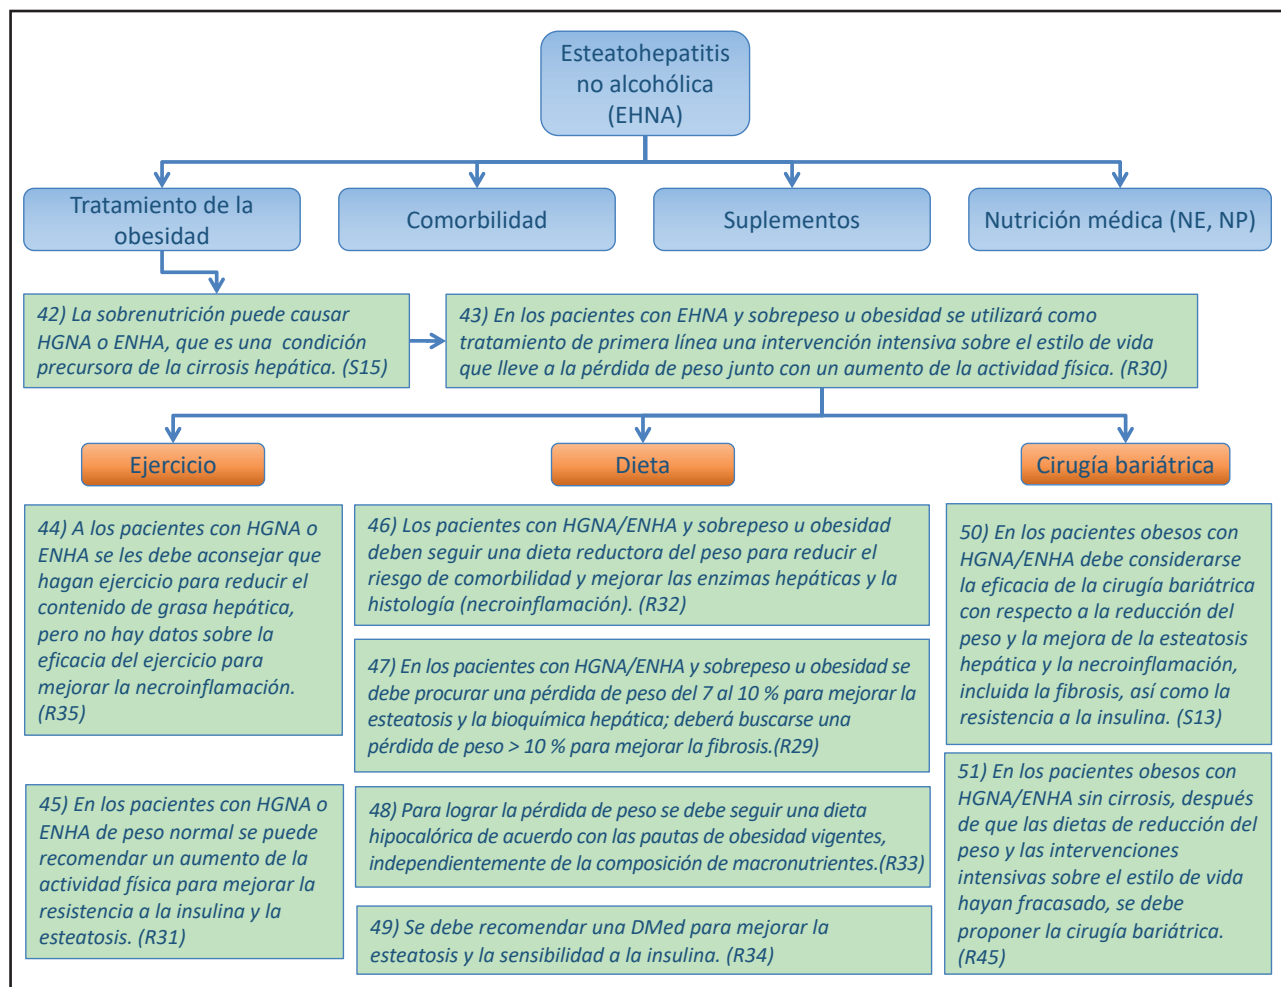 Esteatohepatitis
no alcohólica
(EHNA)
Tratamiento de la
obesidad
Comorbilidad
Suplementos
Nutrición médica (NE, NP)
42) La sobrenutrición puede causar
HGNA o ENHA, que es una condición
precursora de la cirrosis hepática. (S15)
43) En los pacientes con EHNA y sobrepeso u obesidad se utilizará como
tratamiento de primera línea una intervención intensiva sobre el estilo de vida
que lleve a la pérdida de peso junto con un aumento de la actividad física. (R30)
Ejercicio
Dieta
Cirugía bariátrica
44) A los pacientes con HGNA o
ENHA se les debe aconsejar que
hagan ejercicio para reducir el
contenido de grasa hepática,
pero no hay datos sobre la
eficacia del ejercicio para
mejorar la necroinflamación.
(R35)
45) En los pacientes con HGNA o
ENHA de peso normal se puede
recomendar un aumento de la
actividad física para mejorar la
resistencia a la insulina y la
esteatosis. (R31)
46) Los pacientes con HGNA/ENHA y sobrepeso u obesidad
deben seguir una dieta reductora del peso para reducir el
riesgo de comorbilidad y mejorar las enzimas hepáticas y la
histología (necroinflamación). (R32)
47) En los pacientes con HGNA/ENHA y sobrepeso u obesidad se
debe procurar una pérdida de peso del 7 al 10 % para mejorar la
esteatosis y la bioquímica hepática; deberá buscarse una
pérdida de peso > 10 % para mejorar la fibrosis.(R29)
48) Para lograr la pérdida de peso se debe seguir una dieta
hipocalórica de acuerdo con las pautas de obesidad vigentes,
independientemente de la composición de macronutrientes.(R33)
49) Se debe recomendar una DMed para mejorar la
esteatosis y la sensibilidad a la insulina. (R34)
50) En los pacientes obesos con
HGNA/ENHA debe considerarse
la eficacia de la cirugía bariátrica
con respecto a la reducción del
peso y la mejora de la esteatosis
hepática y la necroinflamación,
incluida la fibrosis, así como la
resistencia a la insulina. (S13)
51) En los pacientes obesos con
HGNA/ENHA sin cirrosis, después
de que las dietas de reducción del
peso y las intervenciones
intensivas sobre el estilo de vida
hayan fracasado, se debe
proponer la cirugía bariátrica.
(R45)